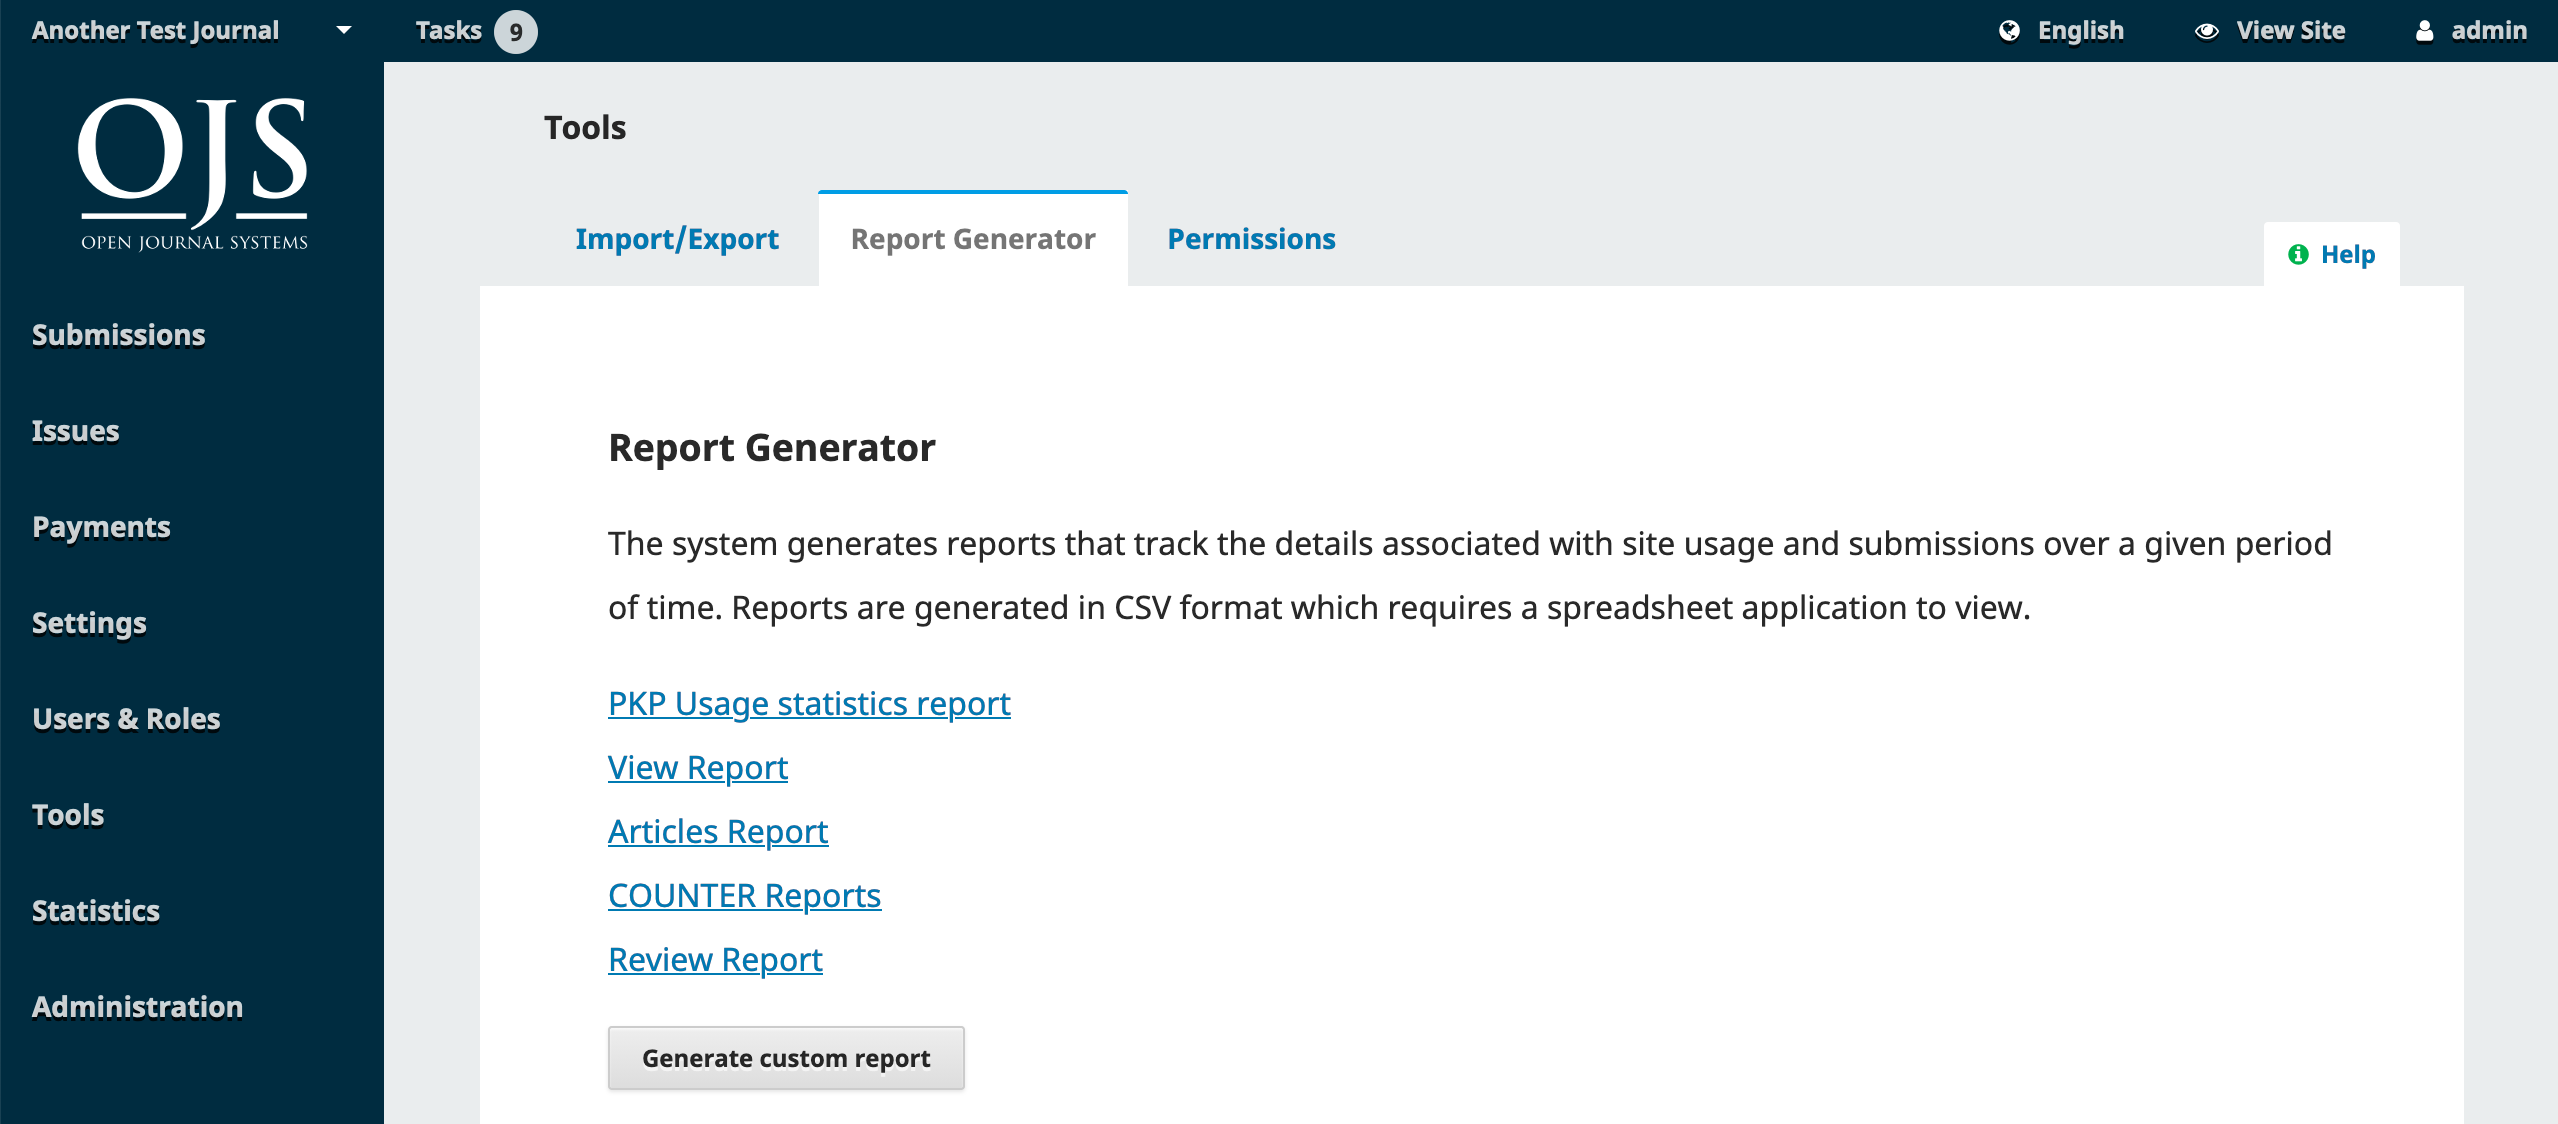 Another Test Journal
Tasks 9
English
View Site
admin
OJS
OPEN JOURNAL SYSTEMS
Submissions
Issues
Payments
Settings
Users & Roles
Tools
Statistics
Administration
Tools
Import/Export
Report Generator
Permissions
Help
Report Generator
The system generates reports that track the details associated with site usage and submissions over a given period
of time. Reports are generated in CSV format which requires a spreadsheet application to view.
PKP Usage statistics report
View Report
Articles Report
COUNTER Reports
Review Report
Generate custom report